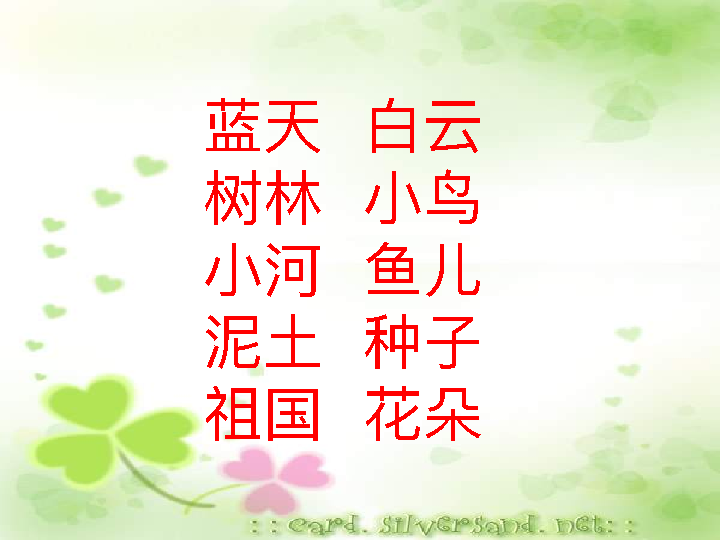 蓝天 白云
树林 小鸟
小河 鱼儿
泥土 种子
祖国 花朵
:: card. silversand. net: :